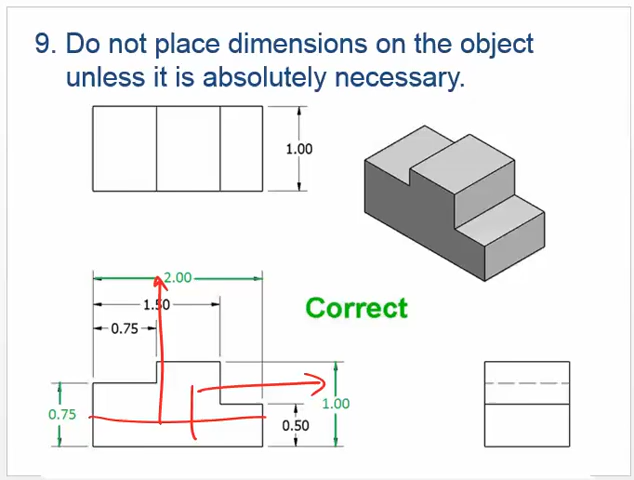 9. Do not place dimensions on the object
unless it is absolutely necessary.
1.00
2.00
1.50
0.75
Correct
0.75
1.00
0.50